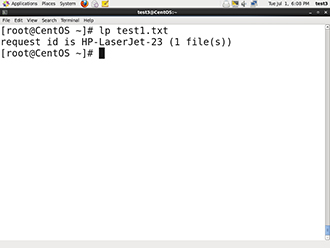 Applications Places System Tue Jul 1, 6:08 PM test3
test3@CentOS:~
File Edit View Search Terminal Help
[root@CentOS ~]# lp test1.txt
request id is HP-LaserJet-23 (1 file(s))
[root@CentOS ~]#